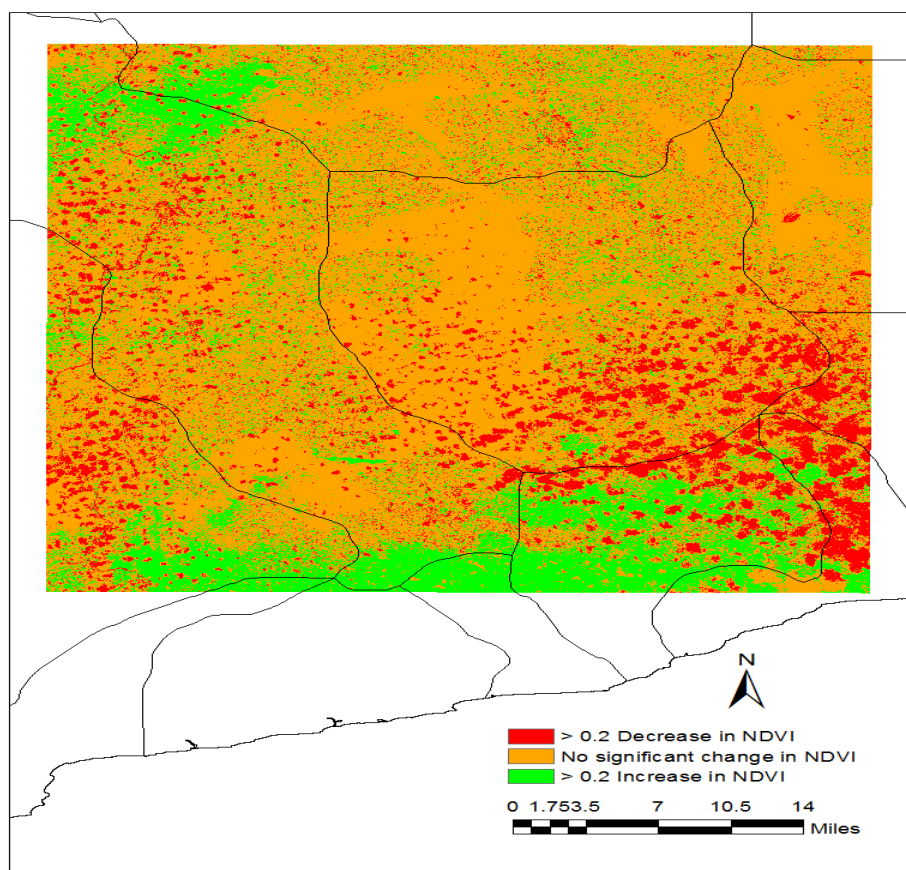 N
> 0.2 Decrease in NDVI
No significant change in NDVI
> 0.2 Increase in NDVI
0 1.753.5 7 10.5 14
Miles